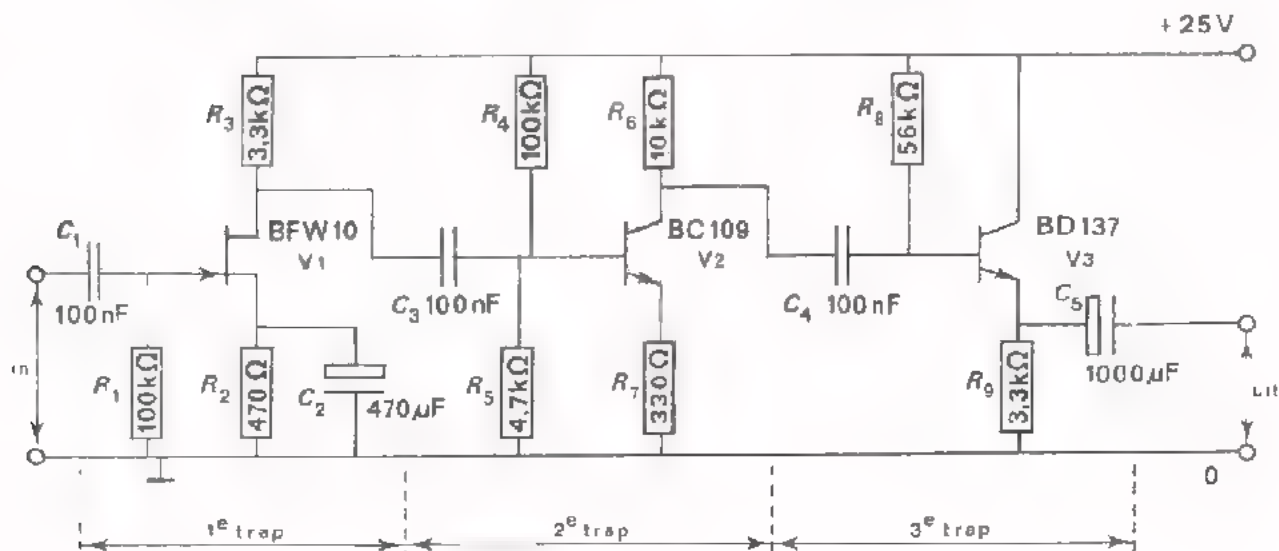 + 25V
R3
3,3kΩ
R4
100kΩ
R6
10kΩ
R8
56kΩ
C1
100nF
BFW10
V1
C3 100nF
BC109
V2
C4 100nF
BD137
V3
C5
1000µF
R1
100kΩ
R2
470Ω
C2
470µF
R5
4,7kΩ
R7
330Ω
R9
3,3kΩ
0
1e trap
2e trap
3e trap